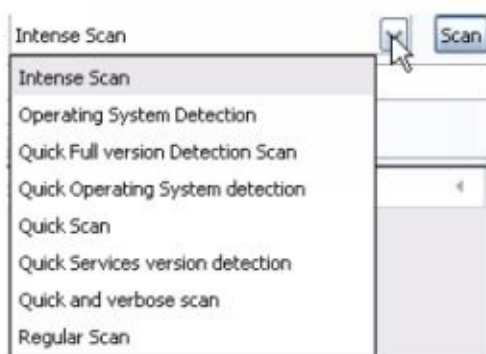 Intense Scan Scan
Intense Scan
Operating System Detection
Quick Full version Detection Scan
Quick Operating System detection
Quick Scan
Quick Services version detection
Quick and verbose scan
Regular Scan